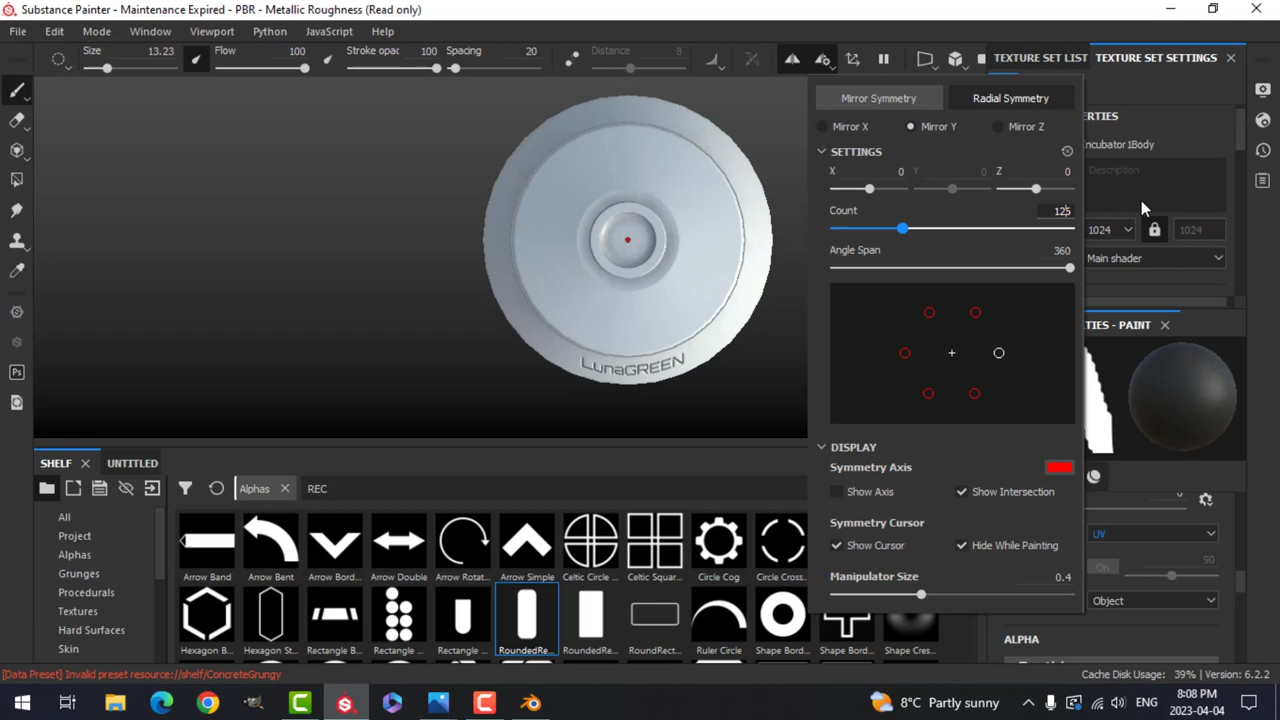 Substance Painter - Maintenance Expired - PBR - Metallic Roughness (Read only)
File Edit Mode Window Viewport Python JavaScript Help
Size 13.23 Flow 100 Stroke opac 100 Spacing 20 Distance 8
TEXTURE SET LIST TEXTURE SET SETTINGS
Mirror Symmetry Radial Symmetry
Mirror X Mirror Y Mirror Z
SETTINGS
X 0 Y 0 Z 0
Count 125
Angle Span 360
DISPLAY
Symmetry Axis
Show Axis Show Intersection
Symmetry Cursor
Show Cursor Hide While Painting
Manipulator Size 0.4
ERTIES
Incubator 1Body
Description
1024 1024
Main shader
TIES - PAINT
UV
90
On
Object
ALPHA
LunaGREEN
SHELF UNTITLED
Alphas REC
All
Project
Alphas
Grunges
Procedurals
Textures
Hard Surfaces
Skin
Arrow Band Arrow Bent Arrow Bord... Arrow Double Arrow Rotat... Arrow Simple Celtic Circle ... Celtic Squar... Circle Cog Circle Cross...
Hexagon B... Hexagon St... Rectangle B... Rectangle ... Rectangle ... RoundedRe... RoundedRe... RoundRect... Ruler Circle Shape Bord... Shape Bord... Shape Cres...
[Data Preset] Invalid preset resource://shelf/ConcreteGrungy
Cache Disk Usage: 39% | Version: 6.2.2
8°C Partly sunny ENG 8:08 PM
2023-04-04